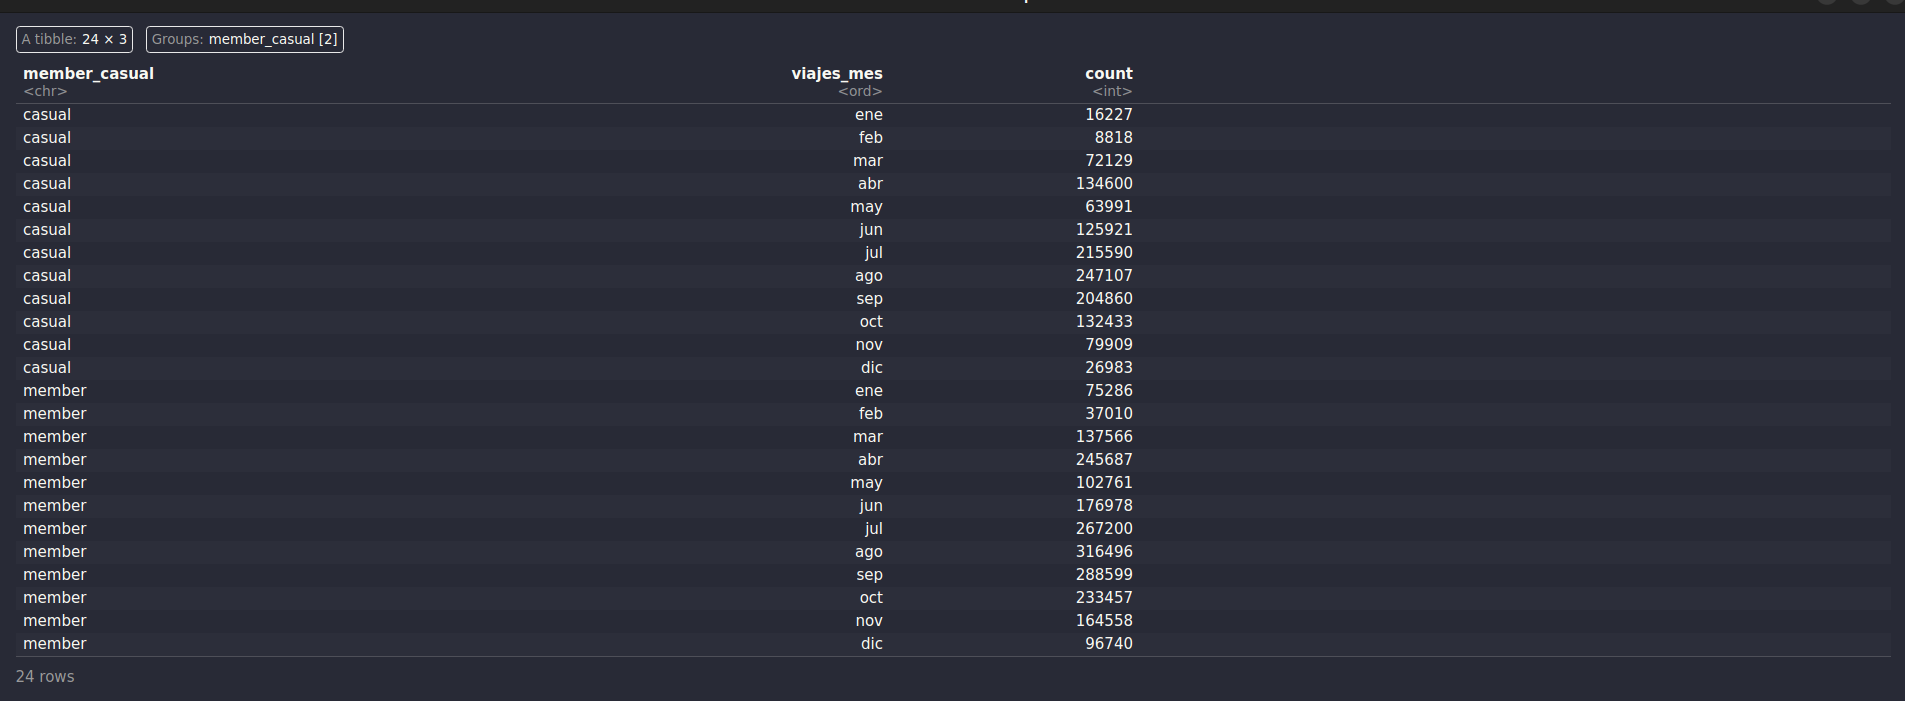 A tibble: 24 × 3 Groups: member_casual [2]
member_casual viajes_mes count
<chr> <ord> <int>
casual ene 16227
casual feb 8818
casual mar 72129
casual abr 134600
casual may 63991
casual jun 125921
casual jul 215590
casual ago 247107
casual sep 204860
casual oct 132433
casual nov 79909
casual dic 26983
member ene 75286
member feb 37010
member mar 137566
member abr 245687
member may 102761
member jun 176978
member jul 267200
member ago 316496
member sep 288599
member oct 233457
member nov 164558
member dic 96740
24 rows